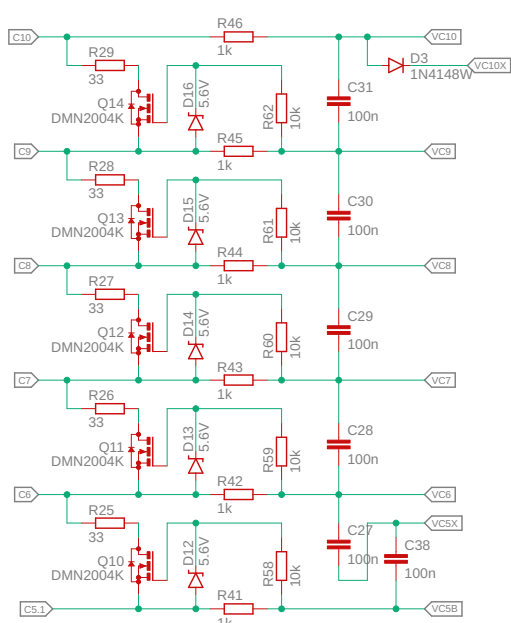 R46
C10
1k
VC10
R29
33
D3
1N4148W
VC10X
D16
5.6V
C31
100n
Q14
DMN2004K
R62
10k
R45
C9
1k
VC9
R28
33
D15
5.6V
C30
100n
Q13
DMN2004K
R61
10k
R44
C8
1k
VC8
R27
33
D14
5.6V
C29
100n
Q12
DMN2004K
R60
10k
R43
C7
1k
VC7
R26
33
D13
5.6V
C28
100n
Q11
DMN2004K
R59
10k
R42
C6
1k
VC6
R25
33
D12
5.6V
VC5X
C27
100n
C38
100n
Q10
DMN2004K
R58
10k
R41
C5.1
1k
VC5B